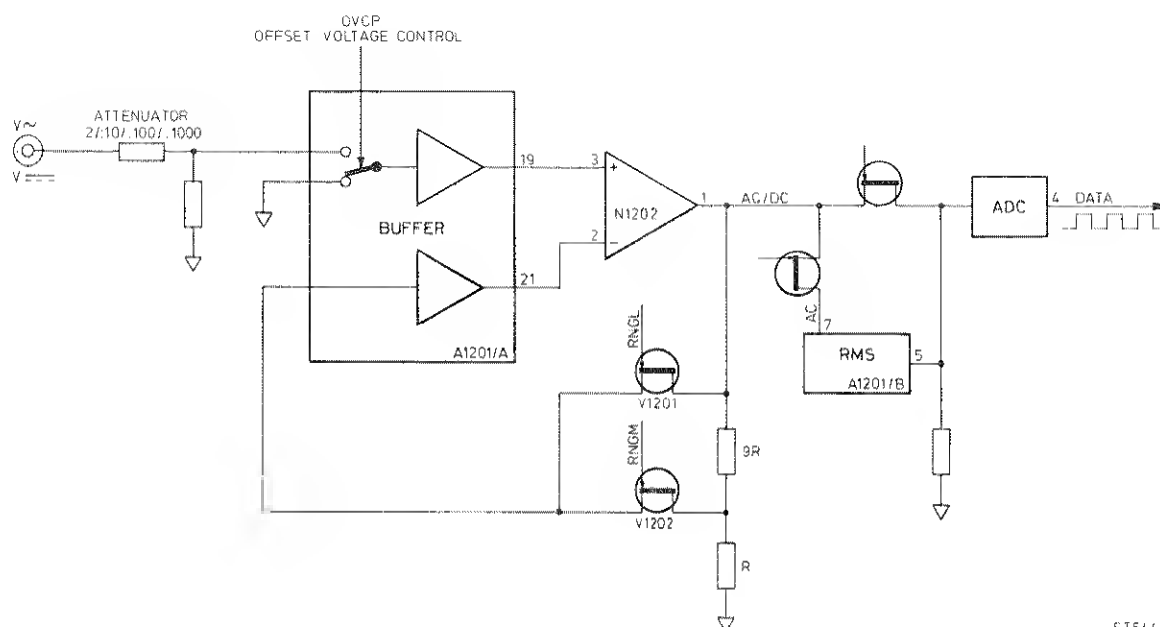 OVCP
OFFSET VOLTAGE CONTROL
ATTENUATOR
2/:10/.100/.1000
V~
V
19
3
+
N1202
1
AC/DC
ADC
4
DATA
BUFFER
2
−
21
AC
7
RMS
5
A1201/B
A1201/A
RNGL
V1201
9R
RNGM
V1202
R